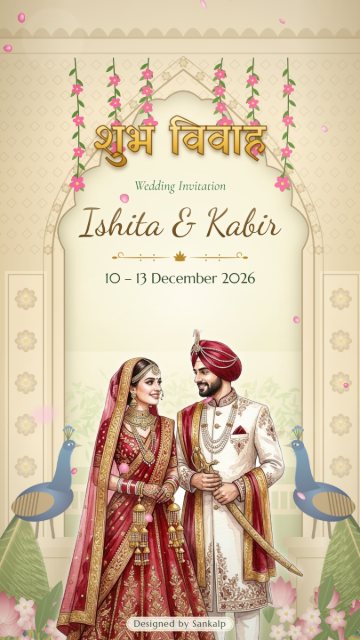 शुभ विवाह
Wedding Invitation
Ishita & Kabir
10 – 13 December 2026
Designed by Sankalp